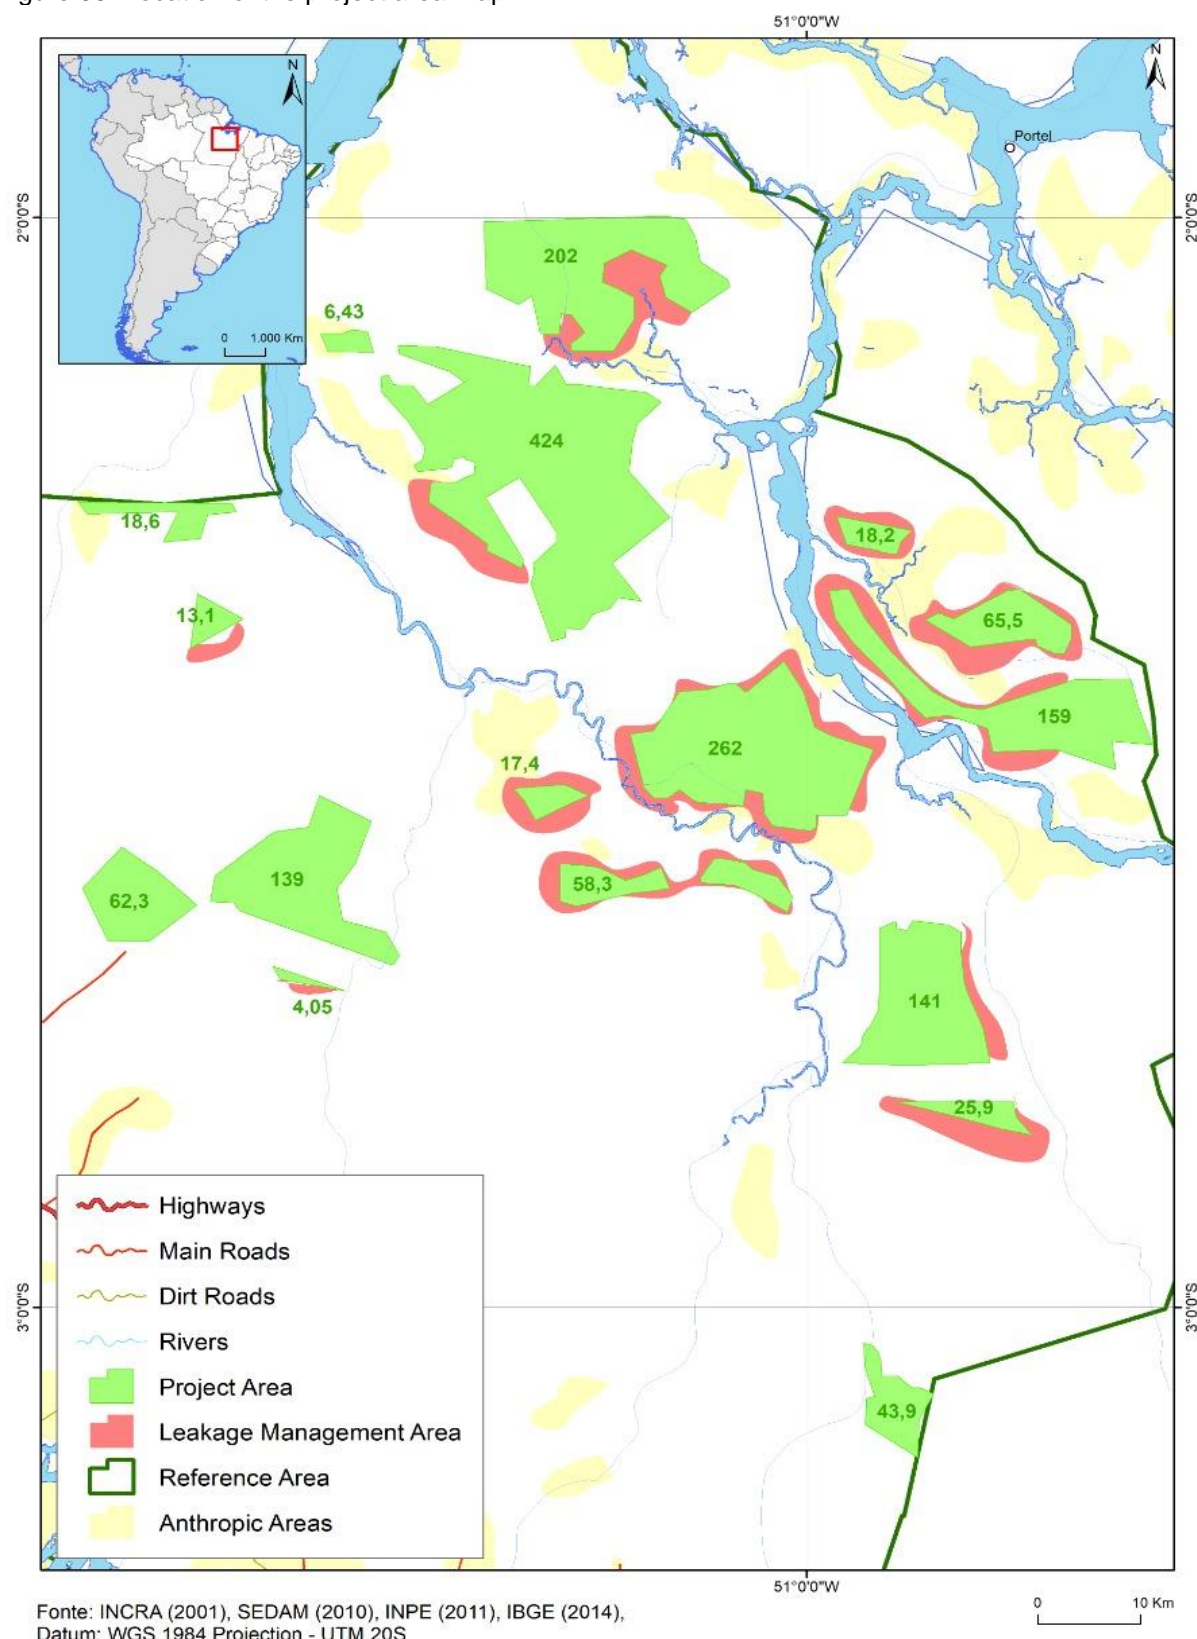 51°0'0"W
N
N
Portel
2°0'0"S
2°0'0"S
0 1.000 Km
202
6,43
424
18,6
18,2
13,1
65,5
159
262
17,4
139
58,3
62,3
141
4,05
25,9
Highways
Main Roads
Dirt Roads
Rivers
Project Area
Leakage Management Area
Reference Area
Anthropic Areas
3°0'0"S
3°0'0"S
43,9
51°0'0"W
0 10 Km
Fonte: INCRA (2001), SEDAM (2010), INPE (2011), IBGE (2014),
Datum: WGS 1984 Projection - UTM 20S